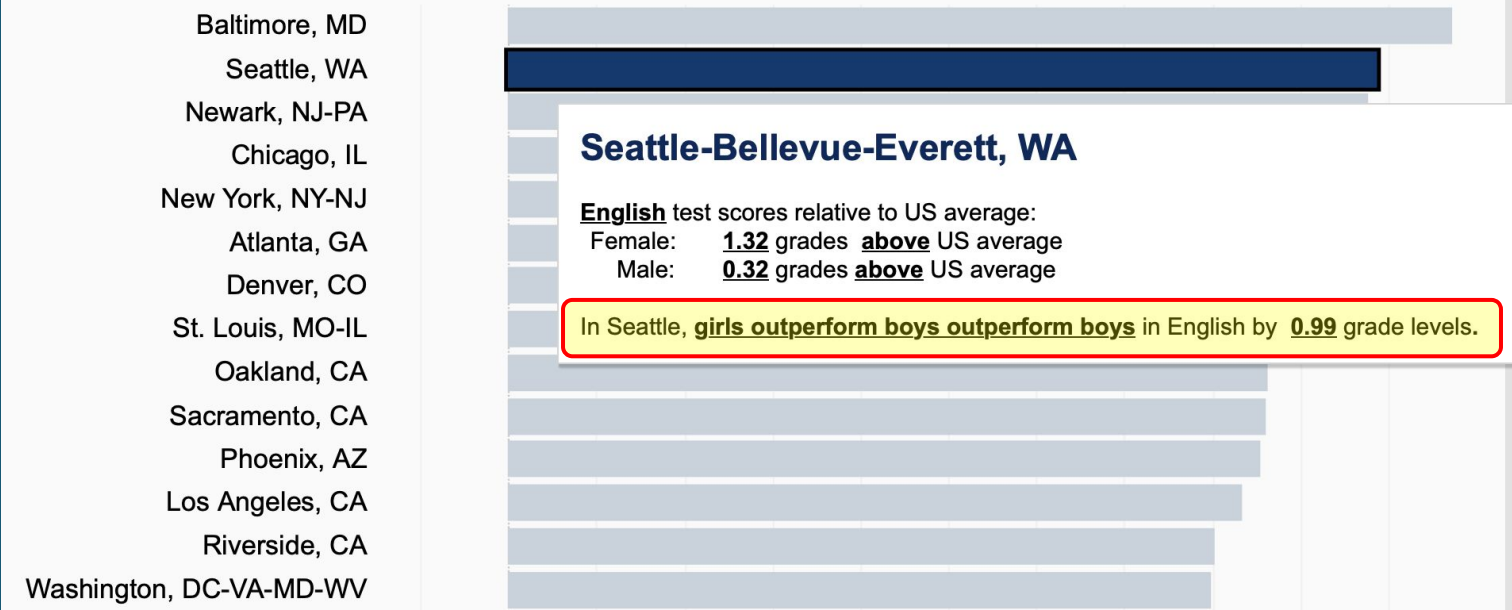 Baltimore, MD
Seattle, WA
Newark, NJ-PA
Chicago, IL
New York, NY-NJ
Atlanta, GA
Denver, CO
St. Louis, MO-IL
Oakland, CA
Sacramento, CA
Phoenix, AZ
Los Angeles, CA
Riverside, CA
Washington, DC-VA-MD-WV
Seattle-Bellevue-Everett, WA
English test scores relative to US average:
Female: 1.32 grades above US average
Male: 0.32 grades above US average
In Seattle, girls outperform boys outperform boys in English by 0.99 grade levels.